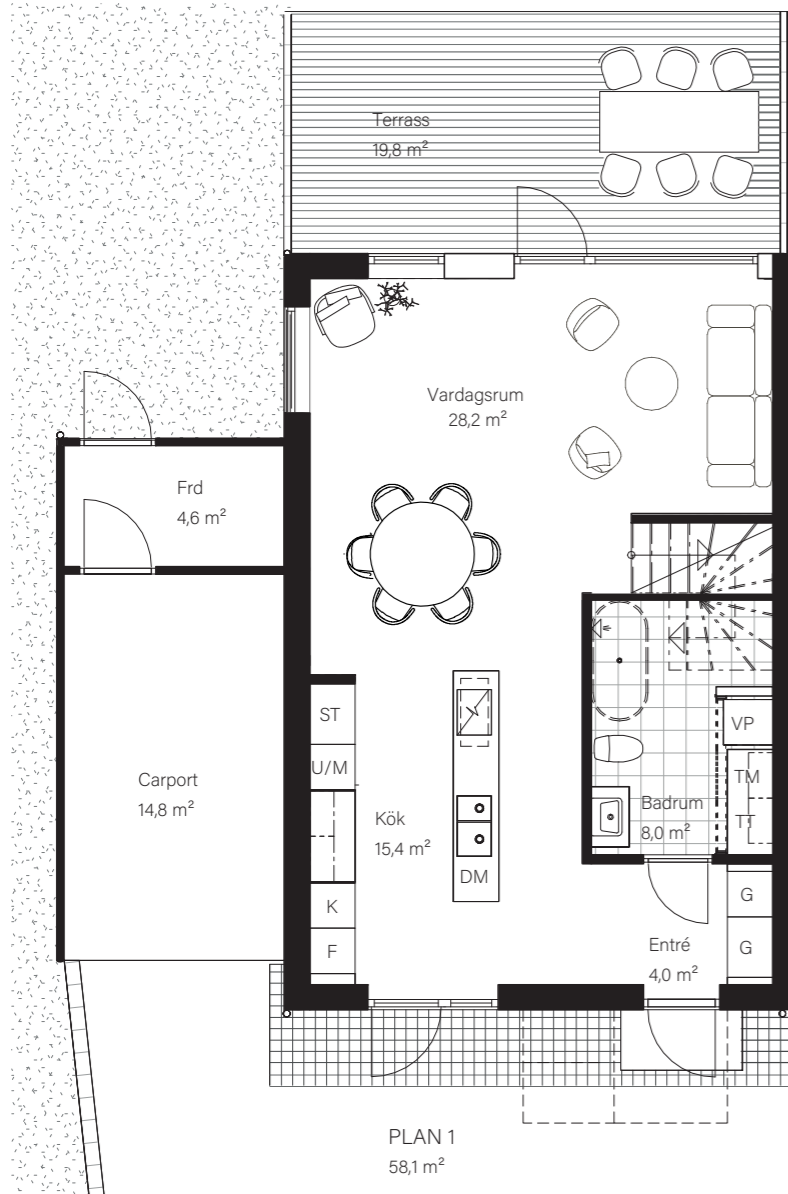 Terrass
19,8 m²
Vardagsrum
28,2 m²
Frd
4,6 m²
ST
VP
U/M
TM
Carport
14,8 m²
Badrum
8,0 m²
Kök
15,4 m²
TT
DM
K
G
F
Entré
4,0 m²
G
PLAN 1
58,1 m²